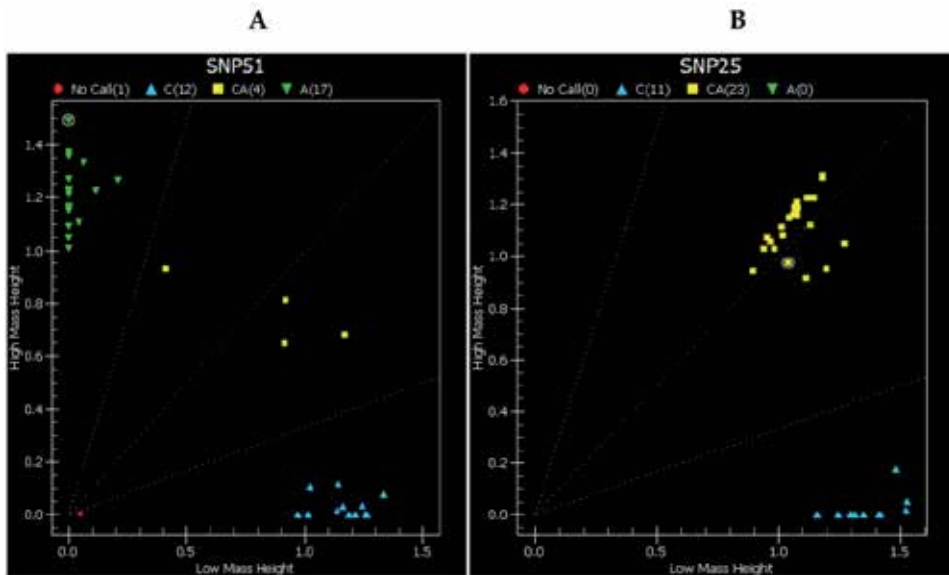 A B
SNP51
No Call(1) C(12) CA(4) A(17)
High Mass Height
1.4
1.2
1.0
0.8
0.6
0.4
0.2
0.0
0.0 0.5 1.0 1.5
Low Mass Height
SNP25
No Call(0) C(11) CA(23) A(0)
High Mass Height
1.6
1.4
1.2
1.0
0.8
0.6
0.4
0.2
0.0
0.0 0.5 1.0 1.5
Low Mass Height